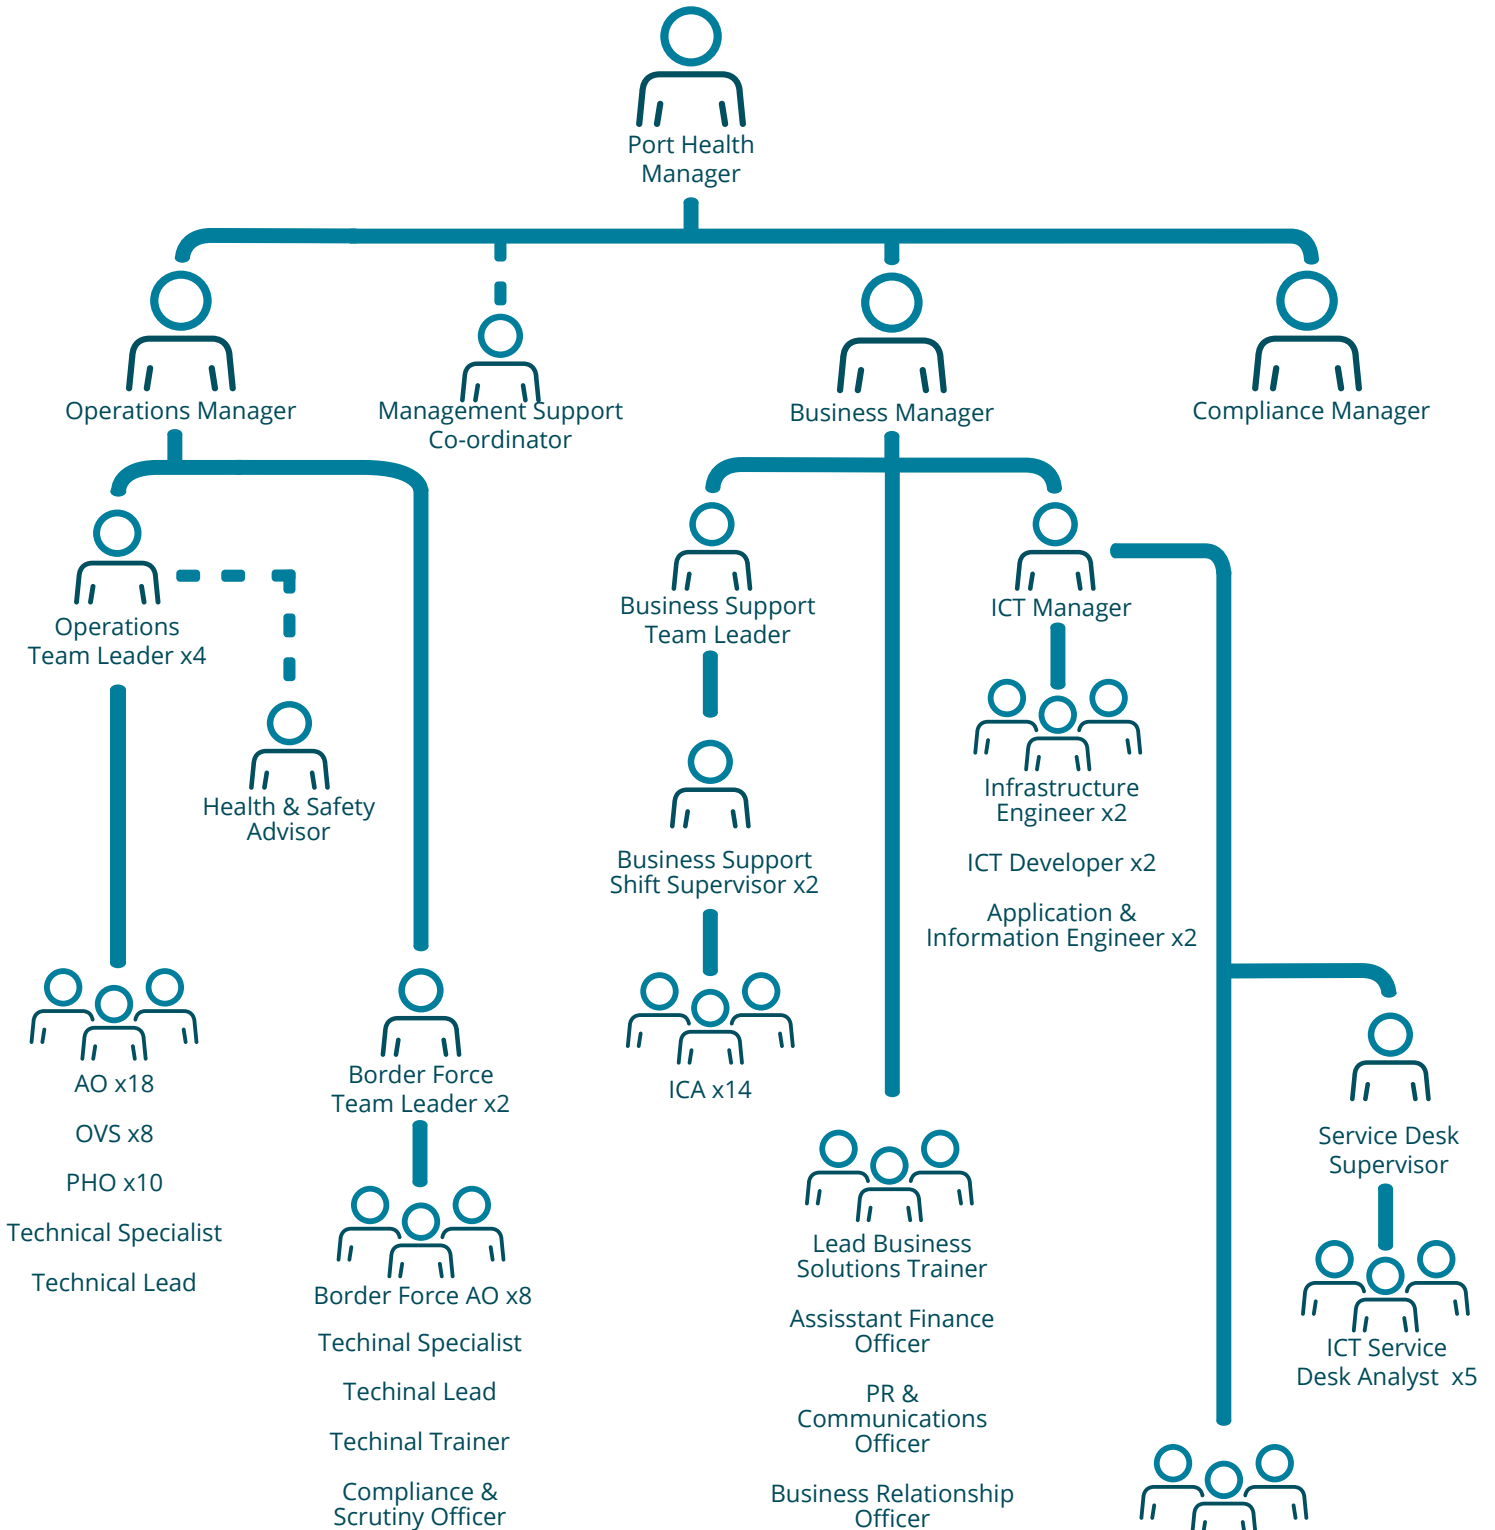 Port Health
Manager
Operations Manager
Management Support
Co-ordinator
Business Manager
Compliance Manager
Operations
Team Leader x4
Health & Safety
Advisor
AO x18
OVS x8
PHO x10
Technical Specialist
Technical Lead
Border Force
Team Leader x2
Border Force AO x8
Techinal Specialist
Techinal Lead
Techinal Trainer
Compliance &
Scrutiny Officer
Business Support
Team Leader
Business Support
Shift Supervisor x2
ICA x14
Lead Business
Solutions Trainer
Assisstant Finance
Officer
PR &
Communications
Officer
Business Relationship
Officer
ICT Manager
Infrastructure
Engineer x2
ICT Developer x2
Application &
Information Engineer x2
Service Desk
Supervisor
ICT Service
Desk Analyst  x5